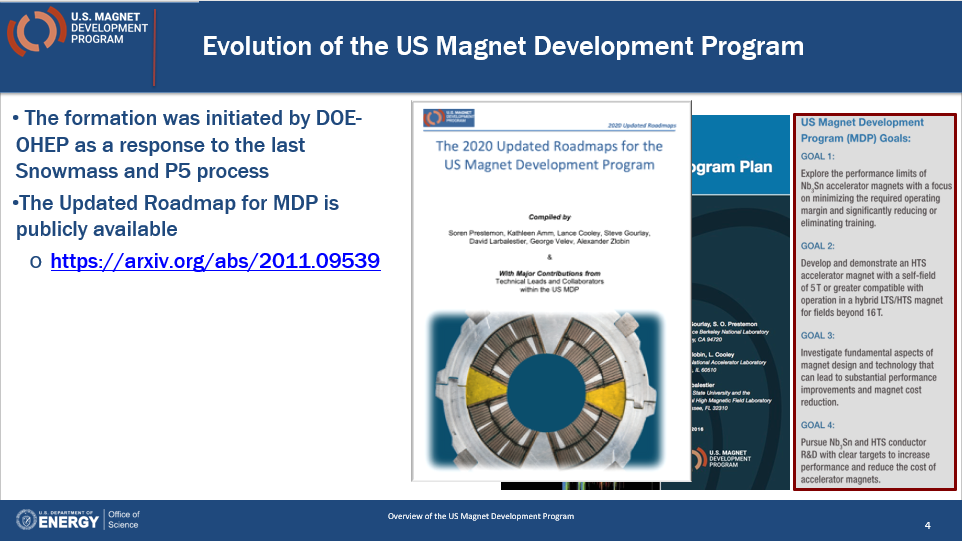 U.S. MAGNET
DEVELOPMENT
PROGRAM
Evolution of the US Magnet Development Program
• The formation was initiated by DOE-
OHEP as a response to the last
Snowmass and P5 process
•The Updated Roadmap for MDP is
publicly available
o https://arxiv.org/abs/2011.09539
U.S. MAGNET
DEVELOPMENT
PROGRAM
2020 Updated Roadmaps
The 2020 Updated Roadmaps for the
US Magnet Development Program
Compiled by
Soren Prestemon, Kathleen Amm, Lance Cooley, Steve Gourlay,
David Larbalestier, George Velev, Alexander Zlobin
&
With Major Contributions from
Technical Leads and Collaborators
within the US MDP
ogram Plan
ourlay, S. O. Prestemon
ce Berkeley National Laboratory
y, CA 94720
lobin, L. Cooley
National Accelerator Laboratory
, IL 60510
balestier
State University and the
al High Magnetic Field Laboratory
ssee, FL 32310
2016
U.S. MAGNET
DEVELOPMENT
PROGRAM
US Magnet Development
Program (MDP) Goals:
GOAL 1:
Explore the performance limits of
Nb₃Sn accelerator magnets with a focus
on minimizing the required operating
margin and significantly reducing or
eliminating training.
GOAL 2:
Develop and demonstrate an HTS
accelerator magnet with a self-field
of 5 T or greater compatible with
operation in a hybrid LTS/HTS magnet
for fields beyond 16 T.
GOAL 3:
Investigate fundamental aspects of
magnet design and technology that
can lead to substantial performance
improvements and magnet cost
reduction.
GOAL 4:
Pursue Nb₃Sn and HTS conductor
R&D with clear targets to increase
performance and reduce the cost of
accelerator magnets.
U.S. DEPARTMENT OF
ENERGY
Office of
Science
Overview of the US Magnet Development Program
4